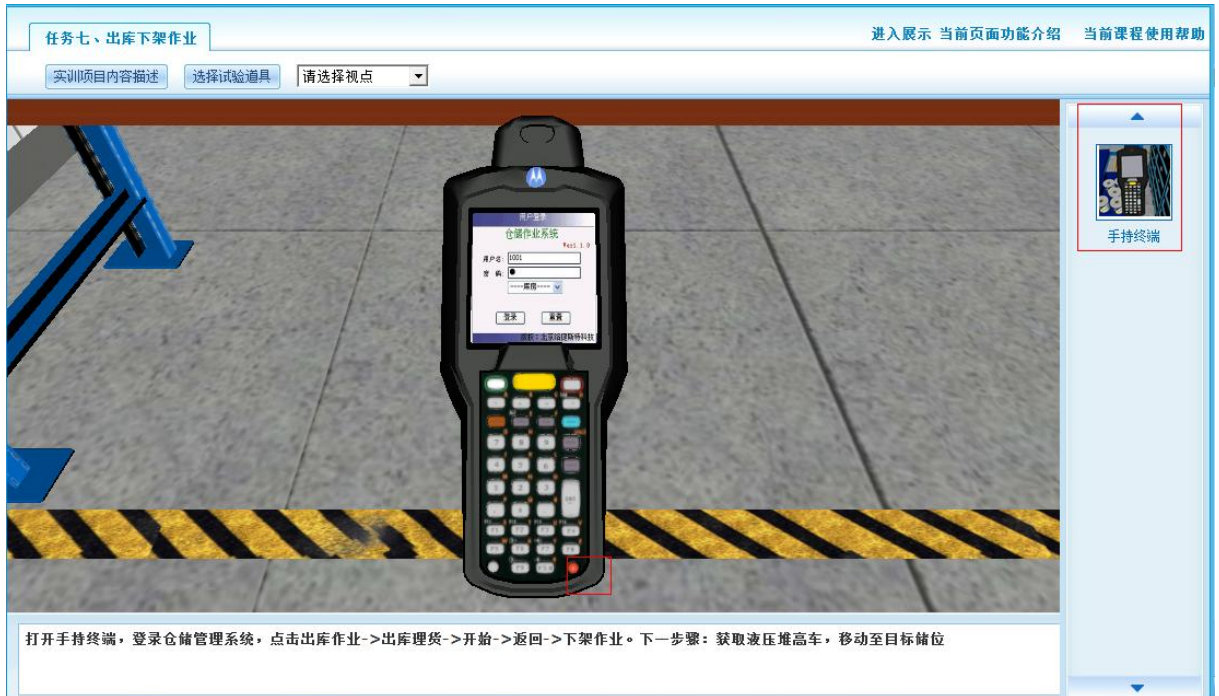 任务七、出库下架作业
进入展示 当前页面功能介绍 当前课程使用帮助
实训项目内容描述 选择试验道具 请选择视点
手持终端
用户登录
仓储作业系统
Ver1.1.0
用户名: 1001
密 码: ●
----库房----
登录 重置
打开手持终端，登录仓储管理系统，点击出库作业->出库理货->开始->返回->下架作业。下一步骤：获取液压堆高车，移动至目标储位